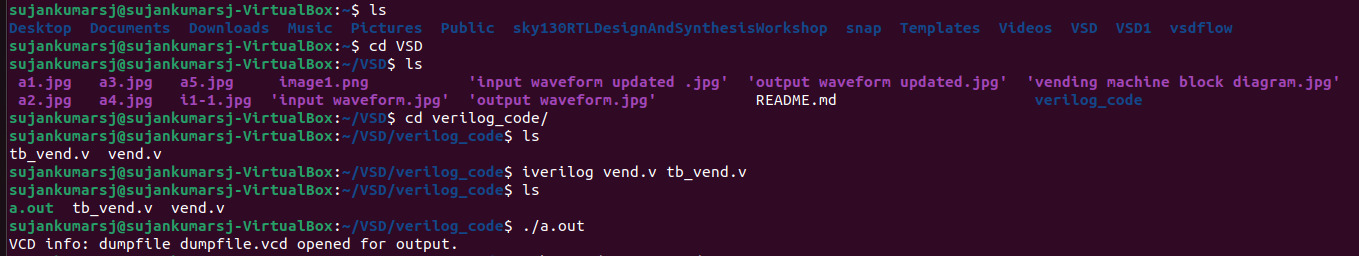 sujankumarsj@sujankumarsj-VirtualBox:~$ ls
Desktop  Documents  Downloads  Music  Pictures  Public  sky130RTLDesignAndSynthesisWorkshop  snap  Templates  Videos  VSD  VSD1  vsdflow
sujankumarsj@sujankumarsj-VirtualBox:~$ cd VSD
sujankumarsj@sujankumarsj-VirtualBox:~/VSD$ ls
a1.jpg  a3.jpg  a5.jpg  image1.png  'input waveform updated .jpg'  'output waveform updated.jpg'  'vending machine block diagram.jpg'
a2.jpg  a4.jpg  i1-1.jpg  'input waveform.jpg'  'output waveform.jpg'  README.md  verilog_code
sujankumarsj@sujankumarsj-VirtualBox:~/VSD$ cd verilog_code/
sujankumarsj@sujankumarsj-VirtualBox:~/VSD/verilog_code$ ls
tb_vend.v  vend.v
sujankumarsj@sujankumarsj-VirtualBox:~/VSD/verilog_code$ iverilog vend.v tb_vend.v
sujankumarsj@sujankumarsj-VirtualBox:~/VSD/verilog_code$ ls
a.out  tb_vend.v  vend.v
sujankumarsj@sujankumarsj-VirtualBox:~/VSD/verilog_code$ ./a.out
VCD info: dumpfile dumpfile.vcd opened for output.